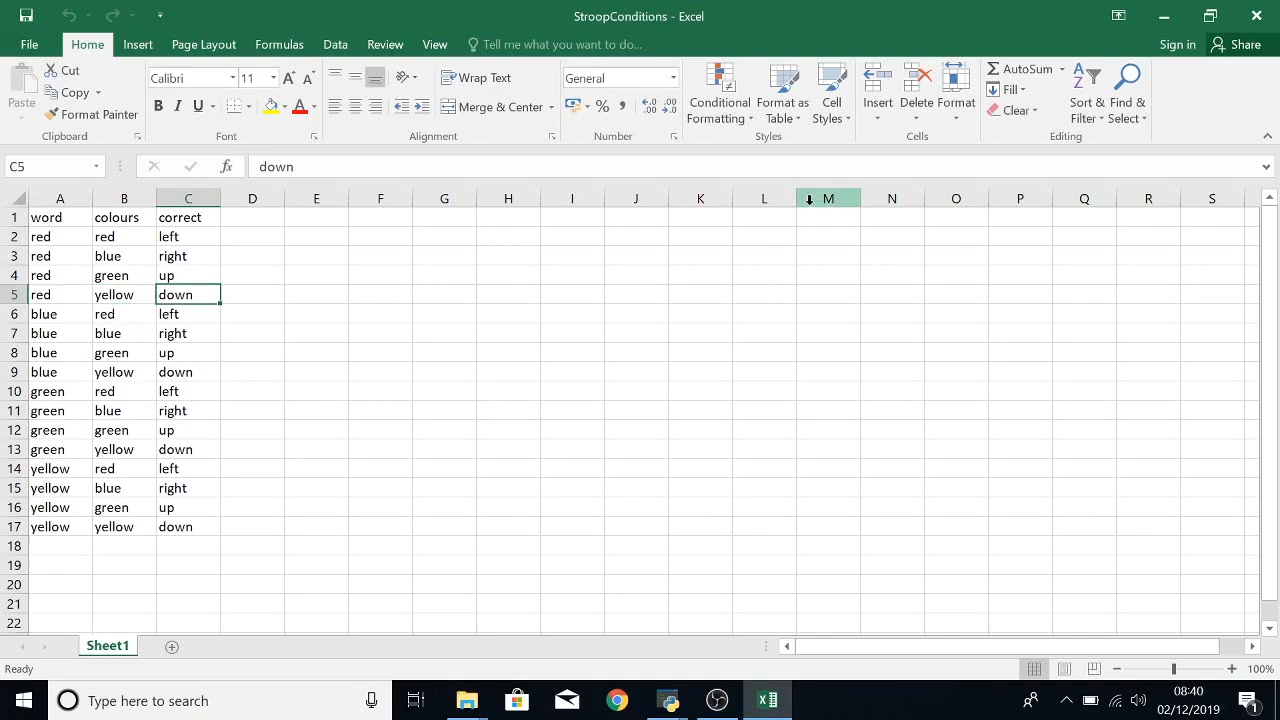 StroopConditions - Excel
File Home Insert Page Layout Formulas Data Review View Tell me what you want to do... Sign in Share
Paste Cut Copy Format Painter Clipboard
Calibri 11 B I U A Font
Wrap Text Merge & Center Alignment
General % Number
Conditional Formatting Format as Table Cell Styles Styles
Insert Delete Format Cells
AutoSum Fill Clear Sort & Filter Find & Select Editing
C5 fx down
A B C D E F G H I J K L M N O P Q R S
1 word colours correct
2 red red left
3 red blue right
4 red green up
5 red yellow down
6 blue red left
7 blue blue right
8 blue green up
9 blue yellow down
10 green red left
11 green blue right
12 green green up
13 green yellow down
14 yellow red left
15 yellow blue right
16 yellow green up
17 yellow yellow down
18
19
20
21
22
Sheet1
Ready 100%
Type here to search
08:40
02/12/2019
1